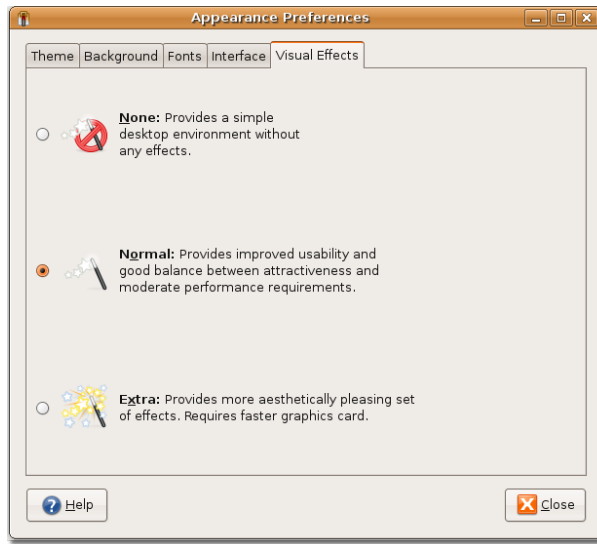 Appearance Preferences
Theme Background Fonts Interface Visual Effects
None: Provides a simple
desktop environment without
any effects.
Normal: Provides improved usability and
good balance between attractiveness and
moderate performance requirements.
Extra: Provides more aesthetically pleasing set
of effects. Requires faster graphics card.
Help Close